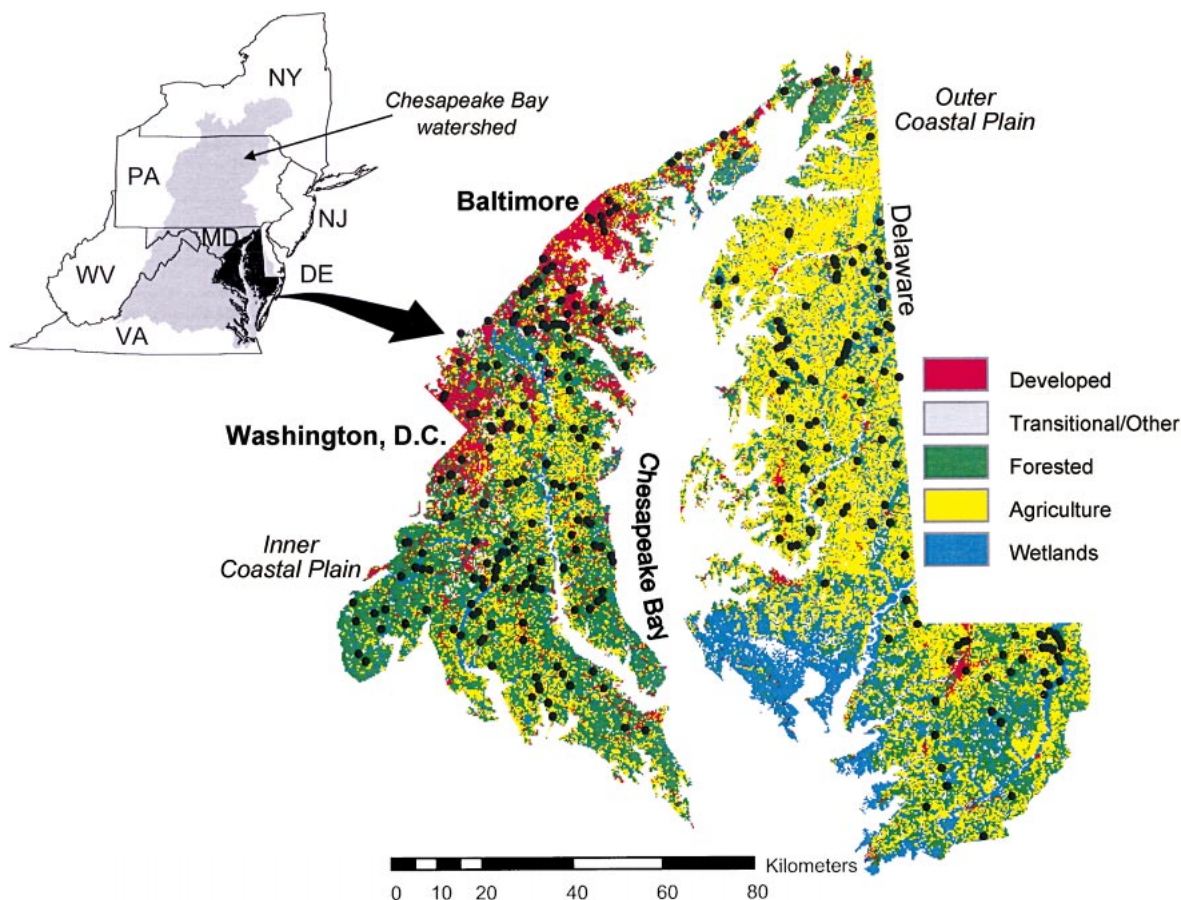 NY
Chesapeake Bay
watershed
PA
NJ
MD
WV
DE
VA
Outer
Coastal Plain
Baltimore
Delaware
Washington, D.C.
Chesapeake Bay
Inner
Coastal Plain
Developed
Transitional/Other
Forested
Agriculture
Wetlands
Kilometers
0 10 20 40 60 80